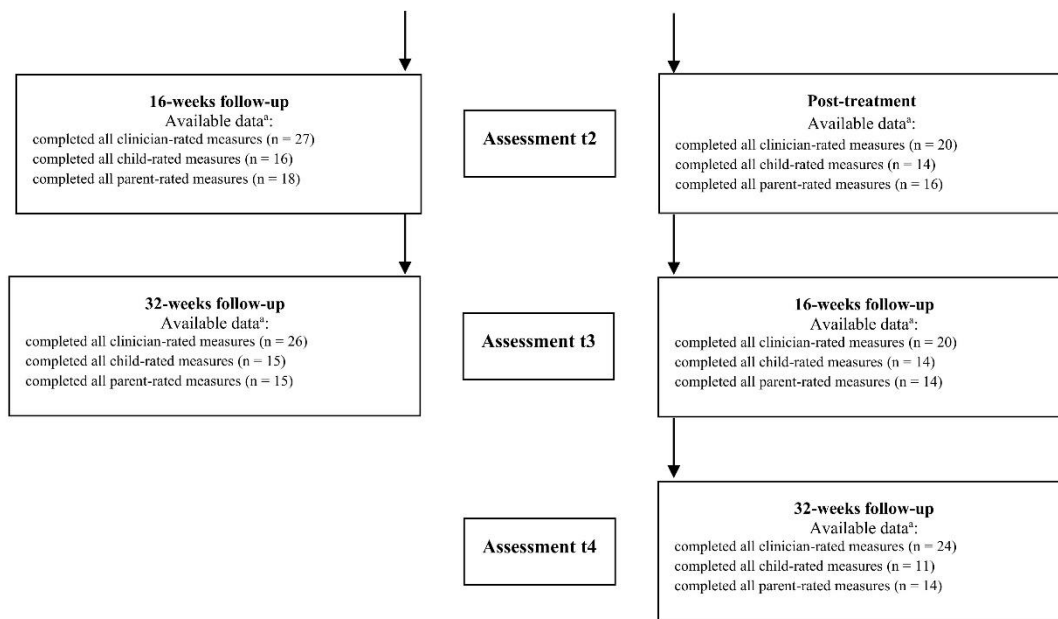 16-weeks follow-up
Available dataᵃ:
completed all clinician-rated measures (n = 27)
completed all child-rated measures (n = 16)
completed all parent-rated measures (n = 18)
Assessment t2
Post-treatment
Available dataᵃ:
completed all clinician-rated measures (n = 20)
completed all child-rated measures (n = 14)
completed all parent-rated measures (n = 16)
32-weeks follow-up
Available dataᵃ:
completed all clinician-rated measures (n = 26)
completed all child-rated measures (n = 15)
completed all parent-rated measures (n = 15)
Assessment t3
16-weeks follow-up
Available dataᵃ:
completed all clinician-rated measures (n = 20)
completed all child-rated measures (n = 14)
completed all parent-rated measures (n = 14)
Assessment t4
32-weeks follow-up
Available dataᵃ:
completed all clinician-rated measures (n = 24)
completed all child-rated measures (n = 11)
completed all parent-rated measures (n = 14)